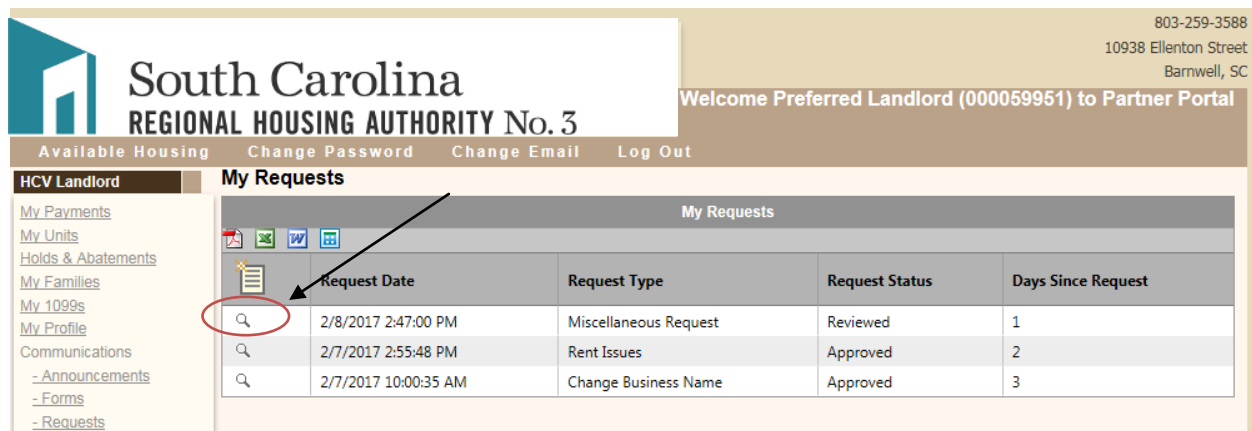 803-259-3588
10938 Ellenton Street
Barnwell, SC
South Carolina
REGIONAL HOUSING AUTHORITY No. 3
Welcome Preferred Landlord (000059951) to Partner Portal
Available Housing Change Password Change Email Log Out
HCV Landlord
My Payments
My Units
Holds & Abatements
My Families
My 1099s
My Profile
Communications
- Announcements
- Forms
- Requests
My Requests
My Requests
Request Date Request Type Request Status Days Since Request
2/8/2017 2:47:00 PM Miscellaneous Request Reviewed 1
2/7/2017 2:55:48 PM Rent Issues Approved 2
2/7/2017 10:00:35 AM Change Business Name Approved 3